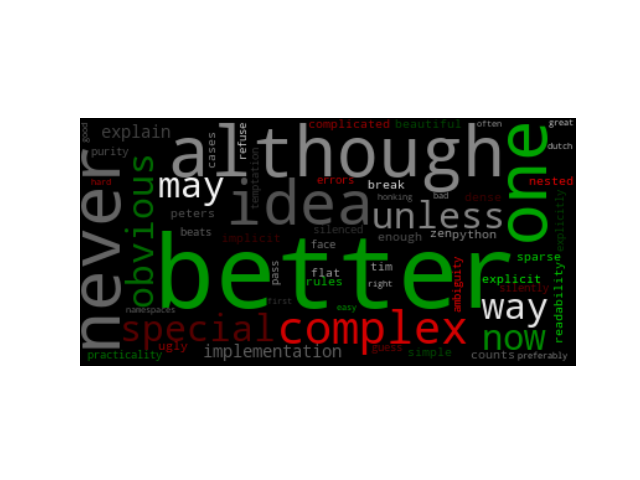 good
explain
purity
hard
never
although
cases
refuse
complicated
beautiful
often
great
dutch
one
nested
may
temptation
errors
break
honking
bad
dense
idea
unless
obvious
peters
beats
implicit
silenced
face
enough
zen
python
explicitly
better
pass
flat
rules
tim
right
ambiguity
sparse
explicit
silently
readability
first
easy
namespaces
special
complex
way
now
practicality
ugly
implementation
guess
simple
counts
preferably